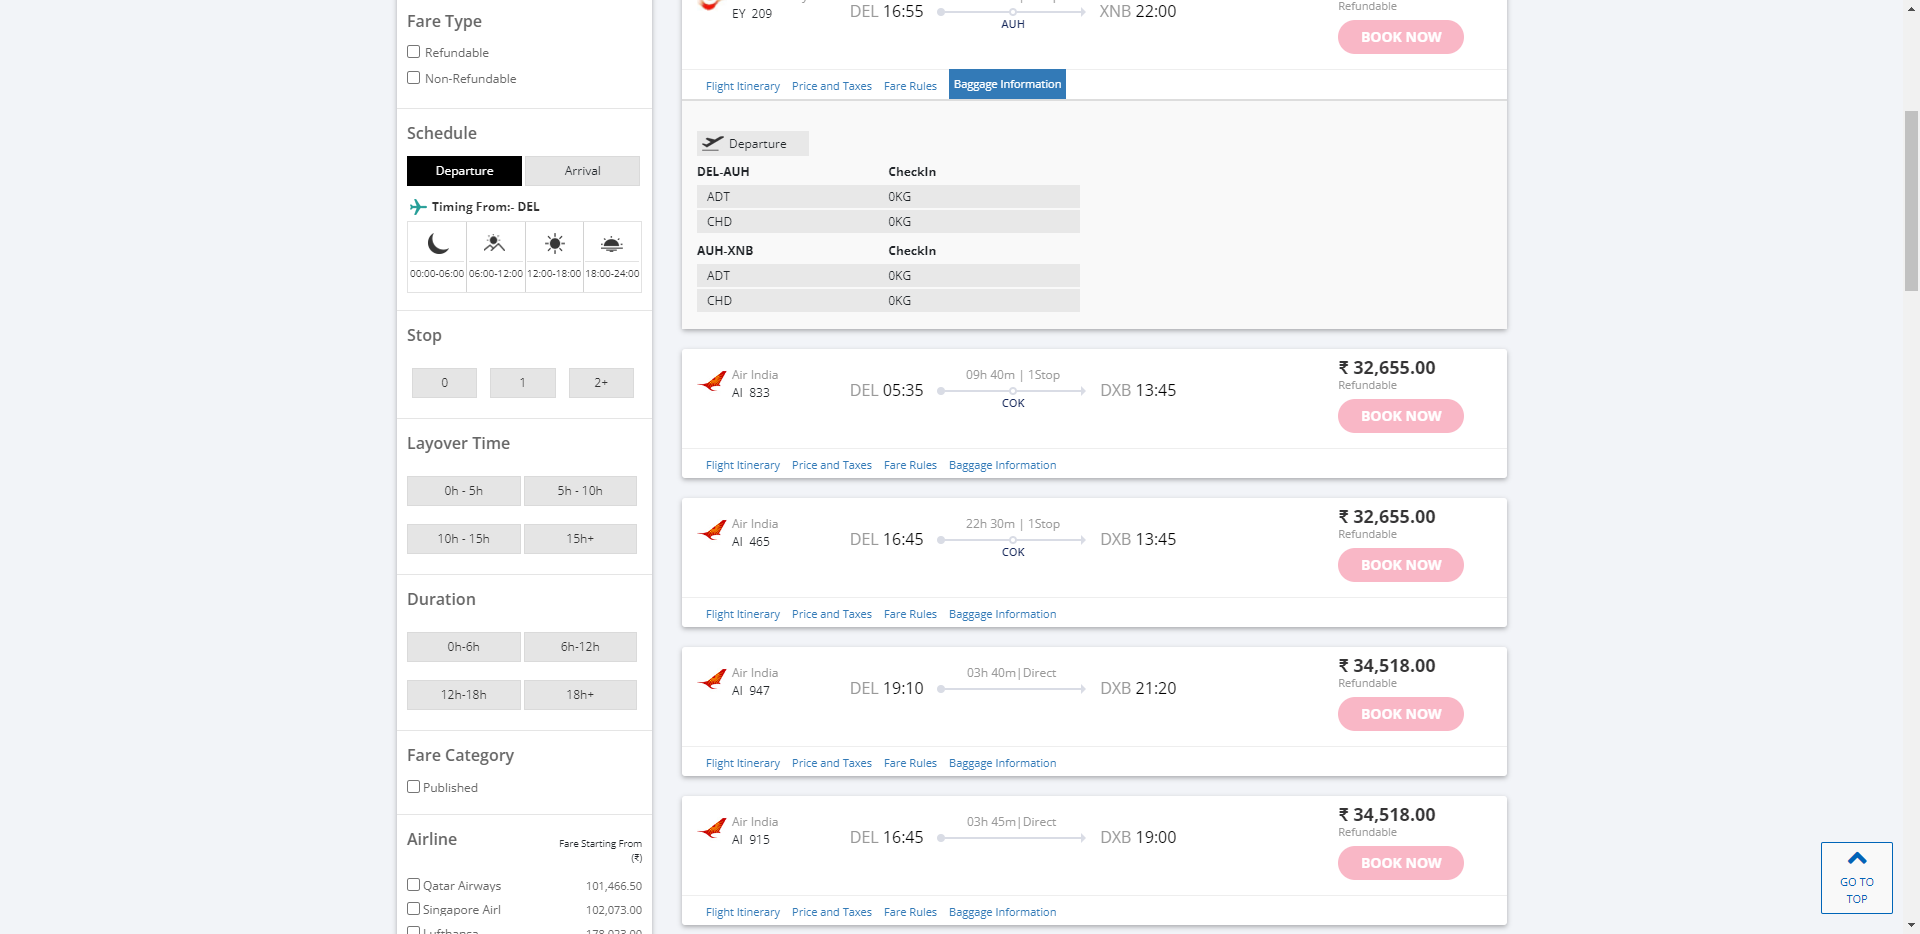 Fare Type
Refundable
Non-Refundable
Schedule
Departure
Arrival
Timing From:- DEL
00:00-06:00
06:00-12:00
12:00-18:00
18:00-24:00
Stop
0
1
2+
Layover Time
0h - 5h
5h - 10h
10h - 15h
15h+
Duration
0h-6h
6h-12h
12h-18h
18h+
Fare Category
Published
Airline
Fare Starting From
(₹)
Qatar Airways 101,466.50
Singapore Airl 102,073.00
Lufthansa 178,023.00
EY 209
DEL 16:55
AUH
XNB 22:00
Refundable
BOOK NOW
Flight Itinerary Price and Taxes Fare Rules Baggage Information
Departure
DEL-AUH CheckIn
ADT 0KG
CHD 0KG
AUH-XNB CheckIn
ADT 0KG
CHD 0KG
Air India
AI 833
DEL 05:35
09h 40m | 1Stop
COK
DXB 13:45
₹ 32,655.00
Refundable
BOOK NOW
Flight Itinerary Price and Taxes Fare Rules Baggage Information
Air India
AI 465
DEL 16:45
22h 30m | 1Stop
COK
DXB 13:45
₹ 32,655.00
Refundable
BOOK NOW
Flight Itinerary Price and Taxes Fare Rules Baggage Information
Air India
AI 947
DEL 19:10
03h 40m|Direct
DXB 21:20
₹ 34,518.00
Refundable
BOOK NOW
Flight Itinerary Price and Taxes Fare Rules Baggage Information
Air India
AI 915
DEL 16:45
03h 45m|Direct
DXB 19:00
₹ 34,518.00
Refundable
BOOK NOW
Flight Itinerary Price and Taxes Fare Rules Baggage Information
GO TO
TOP